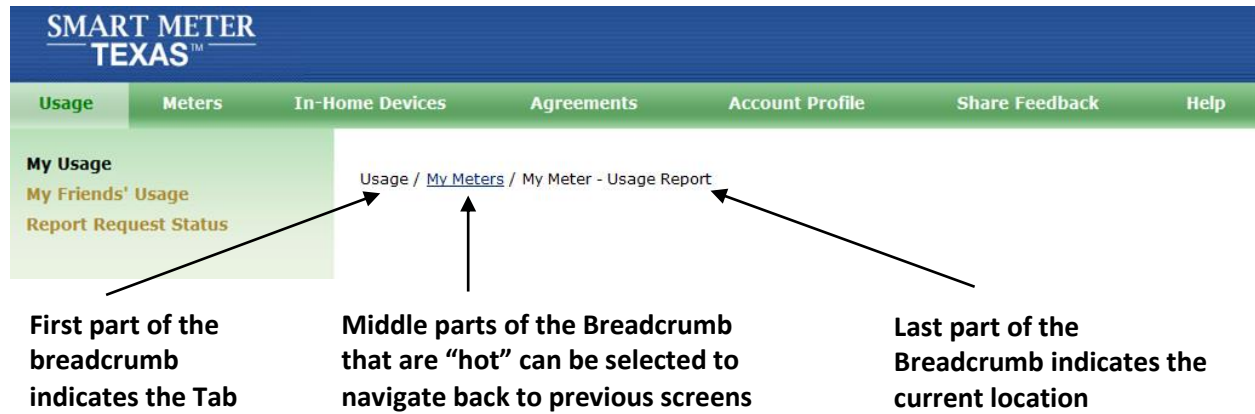 SMART METER
TEXAS™
Usage Meters In-Home Devices Agreements Account Profile Share Feedback Help
My Usage
My Friends' Usage
Report Request Status
Usage / My Meters / My Meter - Usage Report
First part of the
breadcrumb
indicates the Tab
Middle parts of the Breadcrumb
that are “hot” can be selected to
navigate back to previous screens
Last part of the
Breadcrumb indicates the
current location